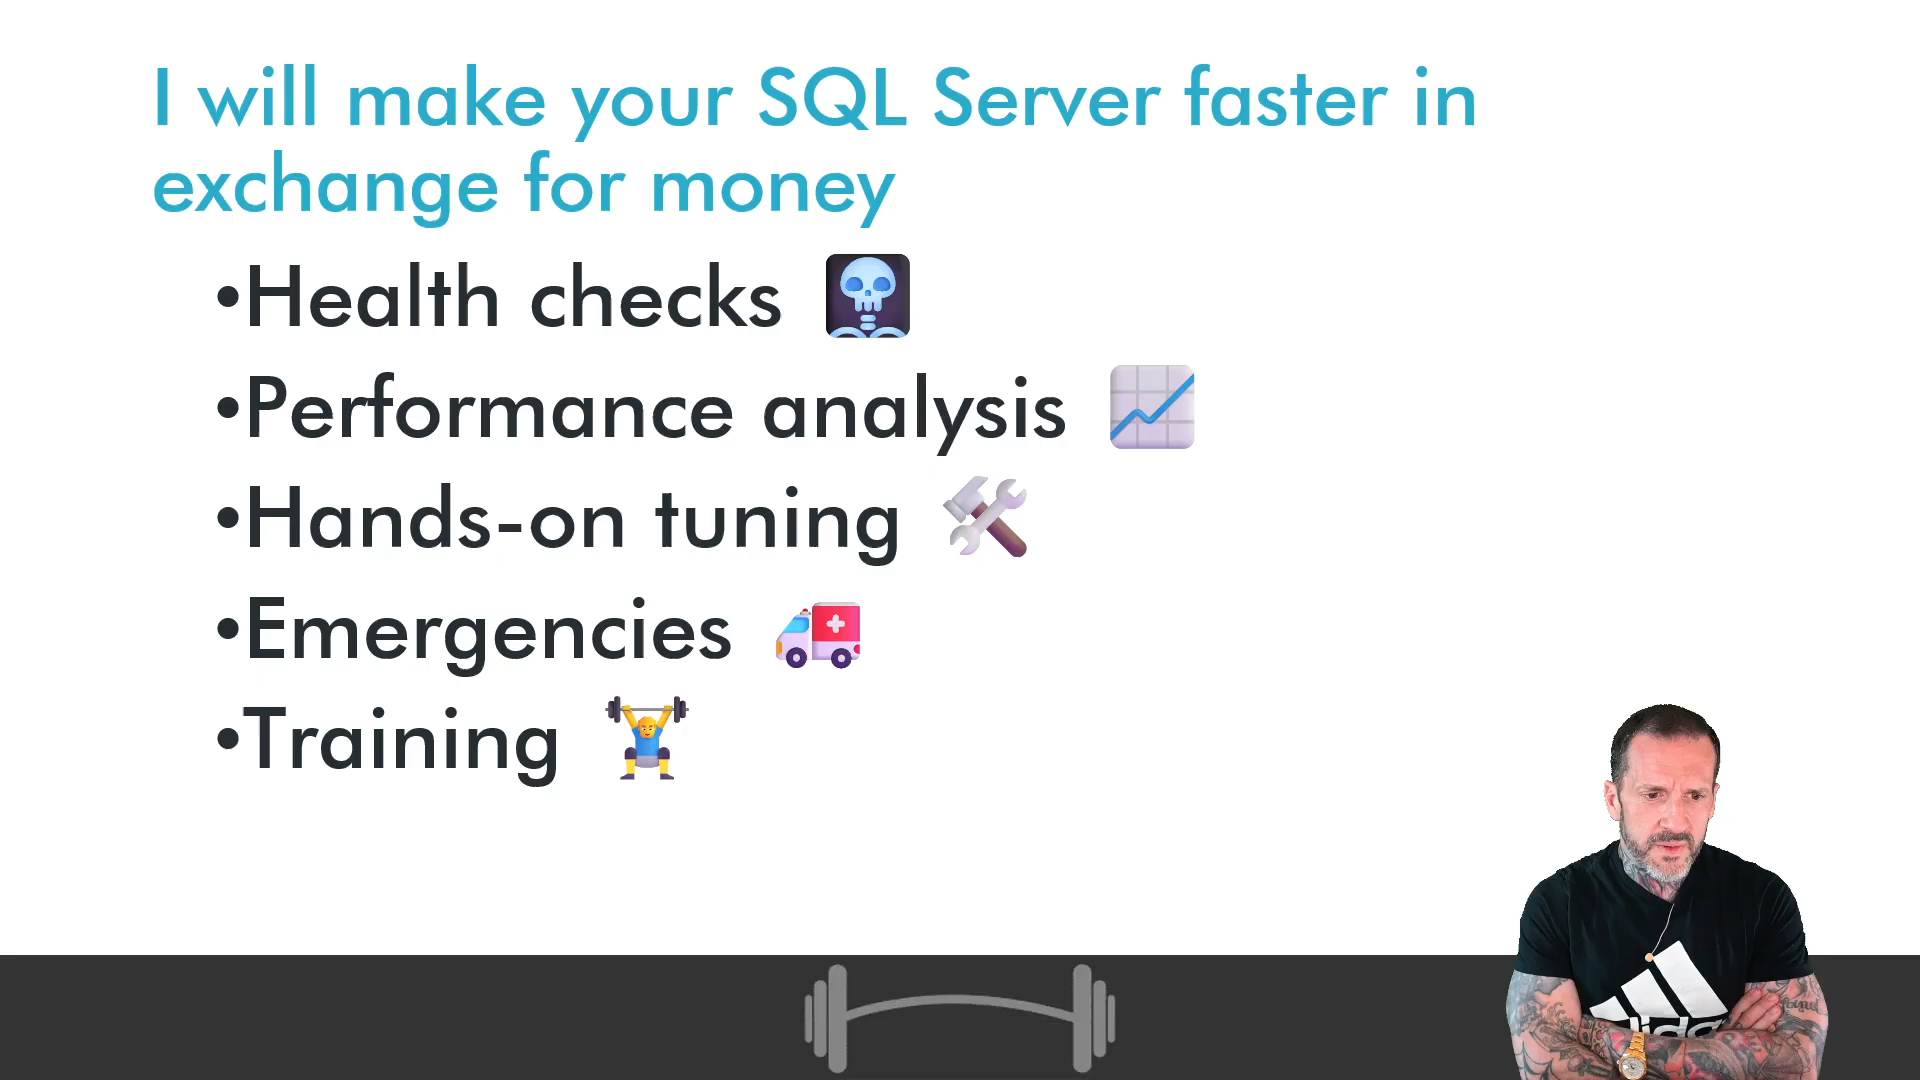 I will make your SQL Server faster in
exchange for money
•Health checks
•Performance analysis
•Hands-on tuning
•Emergencies
•Training
adidas